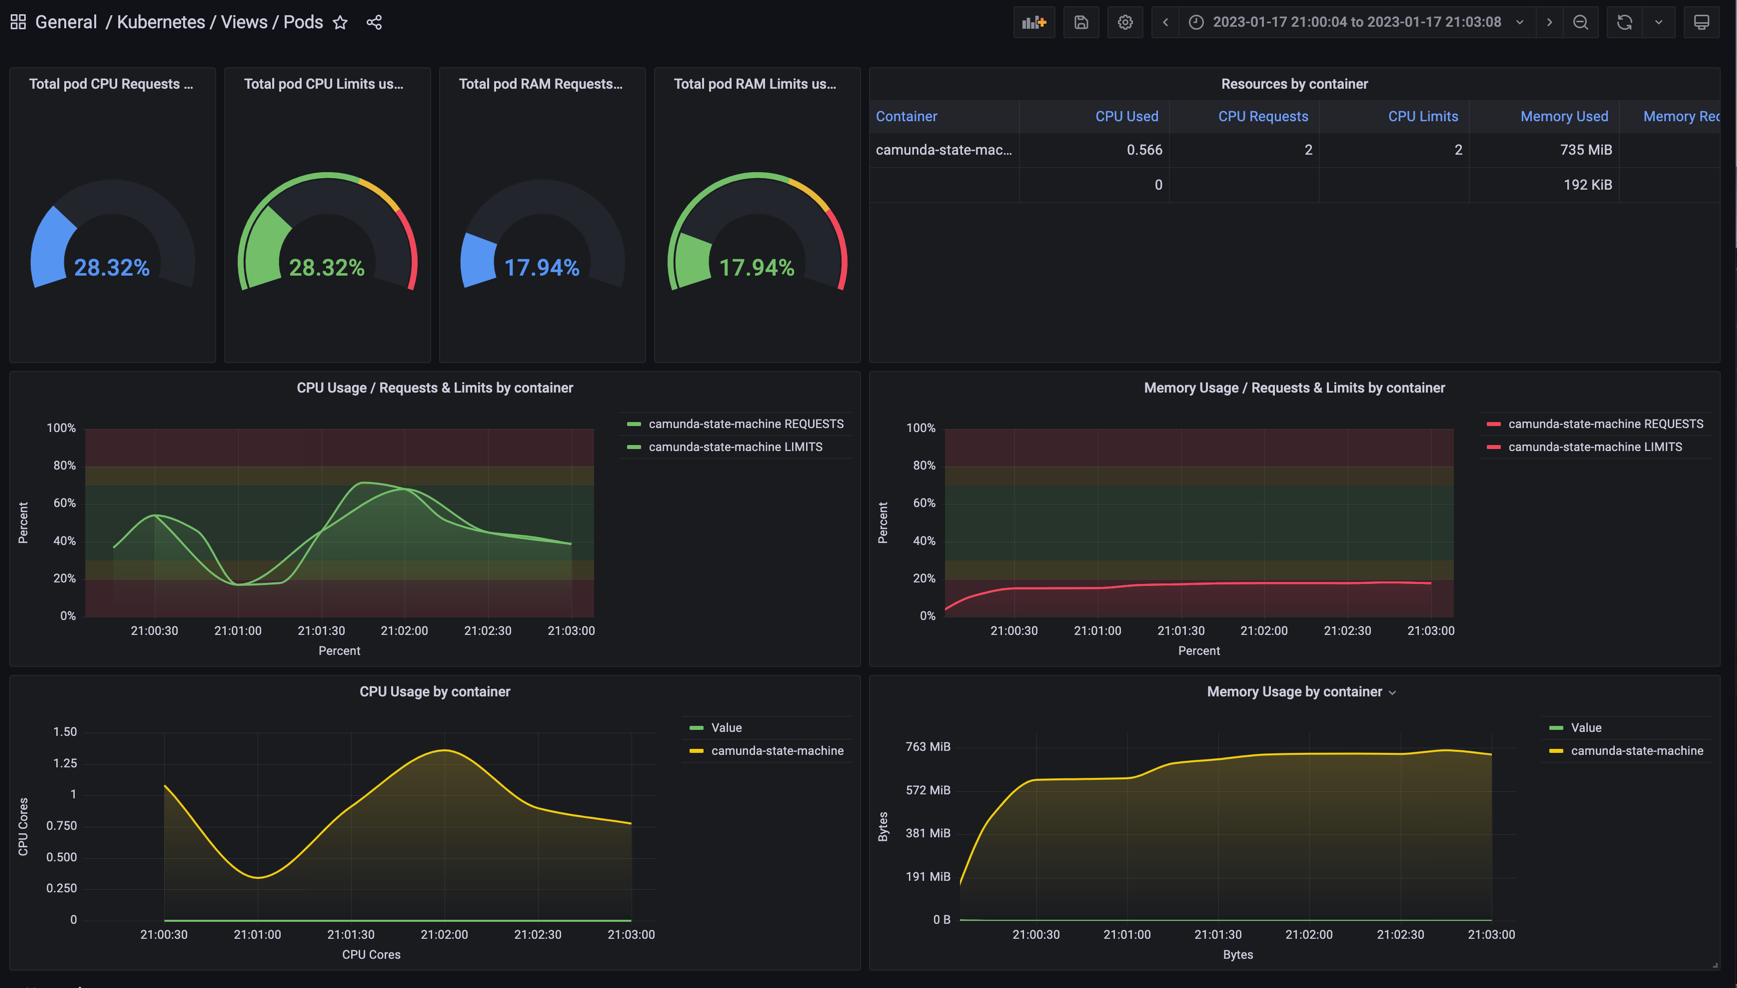 General / Kubernetes / Views / Pods
2023-01-17 21:00:04 to 2023-01-17 21:03:08
Total pod CPU Requests ...
28.32%
Total pod CPU Limits us...
28.32%
Total pod RAM Requests...
17.94%
Total pod RAM Limits us...
17.94%
Resources by container
Container CPU Used CPU Requests CPU Limits Memory Used Memory Rec
camunda-state-mac... 0.566 2 2 735 MiB
0 192 KiB
CPU Usage / Requests & Limits by container
Percent
100%
80%
60%
40%
20%
0%
21:00:30 21:01:00 21:01:30 21:02:00 21:02:30 21:03:00
Percent
camunda-state-machine REQUESTS
camunda-state-machine LIMITS
Memory Usage / Requests & Limits by container
Percent
100%
80%
60%
40%
20%
0%
21:00:30 21:01:00 21:01:30 21:02:00 21:02:30 21:03:00
Percent
camunda-state-machine REQUESTS
camunda-state-machine LIMITS
CPU Usage by container
CPU Cores
1.50
1.25
1
0.750
0.500
0.250
0
21:00:30 21:01:00 21:01:30 21:02:00 21:02:30 21:03:00
CPU Cores
Value
camunda-state-machine
Memory Usage by container
Bytes
763 MiB
572 MiB
381 MiB
191 MiB
0 B
21:00:30 21:01:00 21:01:30 21:02:00 21:02:30 21:03:00
Bytes
Value
camunda-state-machine